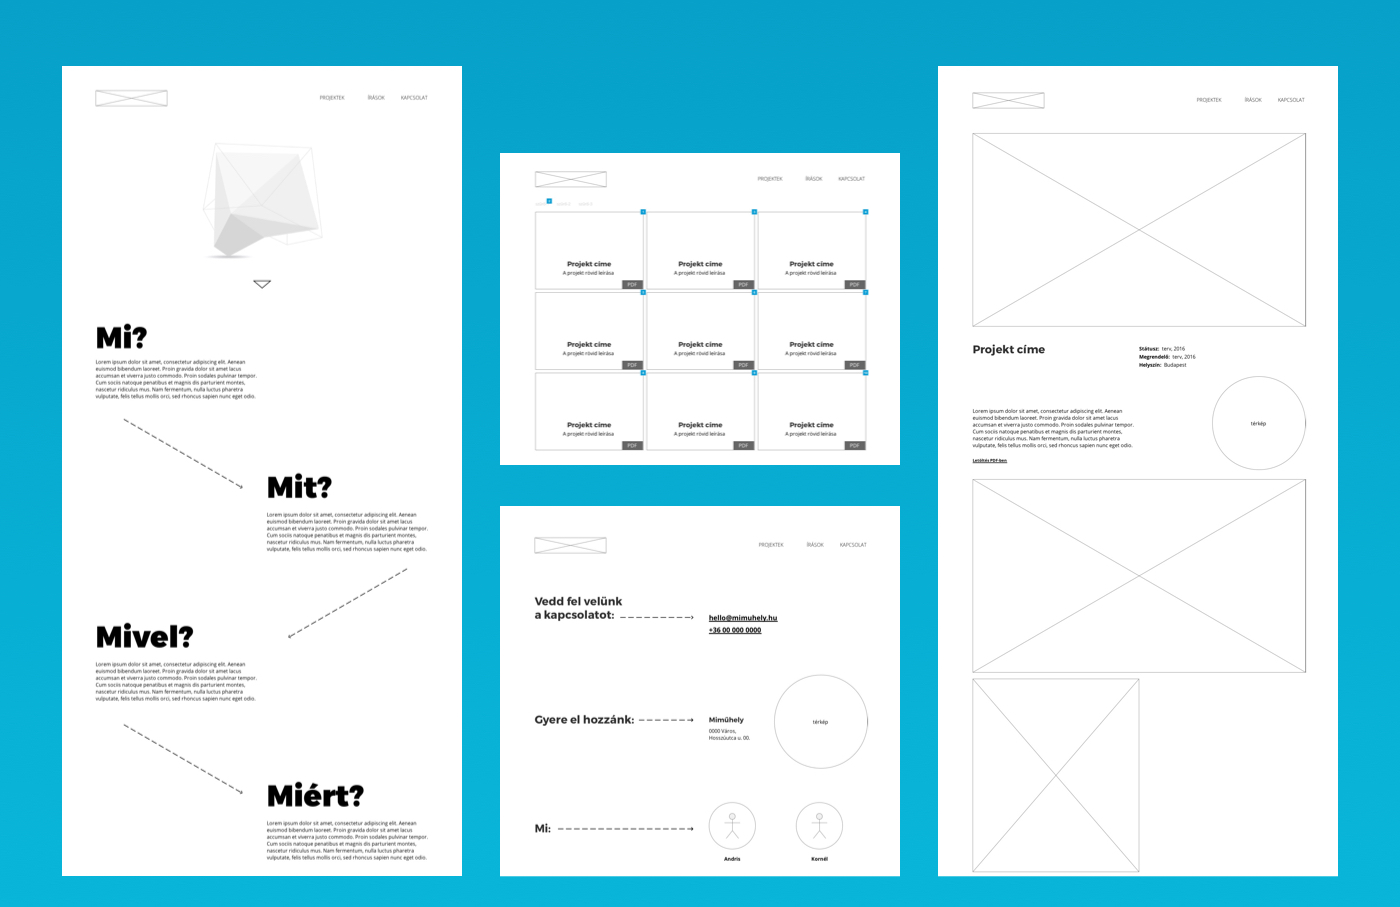 PROJEKTEK ÍRÁSOK KAPCSOLAT
Mi?
Lorem ipsum dolor sit amet, consectetur adipiscing elit. Aenean
euismod bibendum laoreet. Proin gravida dolor sit amet lacus
accumsan et viverra justo commodo. Proin sodales pulvinar tempor.
Cum sociis natoque penatibus et magnis dis parturient montes,
nascetur ridiculus mus. Nam fermentum, nulla luctus pharetra
vulputate, felis tellus mollis orci, sed rhoncus sapien nunc eget odio.
Mit?
Lorem ipsum dolor sit amet, consectetur adipiscing elit. Aenean
euismod bibendum laoreet. Proin gravida dolor sit amet lacus
accumsan et viverra justo commodo. Proin sodales pulvinar tempor.
Cum sociis natoque penatibus et magnis dis parturient montes,
nascetur ridiculus mus. Nam fermentum, nulla luctus pharetra
vulputate, felis tellus mollis orci, sed rhoncus sapien nunc eget odio.
Mivel?
Lorem ipsum dolor sit amet, consectetur adipiscing elit. Aenean
euismod bibendum laoreet. Proin gravida dolor sit amet lacus
accumsan et viverra justo commodo. Proin sodales pulvinar tempor.
Cum sociis natoque penatibus et magnis dis parturient montes,
nascetur ridiculus mus. Nam fermentum, nulla luctus pharetra
vulputate, felis tellus mollis orci, sed rhoncus sapien nunc eget odio.
Miért?
Lorem ipsum dolor sit amet, consectetur adipiscing elit. Aenean
euismod bibendum laoreet. Proin gravida dolor sit amet lacus
accumsan et viverra justo commodo. Proin sodales pulvinar tempor.
Cum sociis natoque penatibus et magnis dis parturient montes,
nascetur ridiculus mus. Nam fermentum, nulla luctus pharetra
vulputate, felis tellus mollis orci, sed rhoncus sapien nunc eget odio.
PROJEKTEK ÍRÁSOK KAPCSOLAT
Projekt címe Projekt címe Projekt címe
A projekt rövid leírása A projekt rövid leírása A projekt rövid leírása
PDF PDF PDF
Projekt címe Projekt címe Projekt címe
A projekt rövid leírása A projekt rövid leírása A projekt rövid leírása
PDF PDF PDF
Projekt címe Projekt címe Projekt címe
A projekt rövid leírása A projekt rövid leírása A projekt rövid leírása
PDF PDF PDF
PROJEKTEK ÍRÁSOK KAPCSOLAT
Vedd fel velünk
a kapcsolatot:
hello@mimuhely.hu
+36 00 000 0000
Gyere el hozzánk:
Miműhely
0000 Város,
Hosszúutca u. 00.
térkép
Mi:
Andris Kornél
PROJEKTEK ÍRÁSOK KAPCSOLAT
Projekt címe
Státusz: terv, 2016
Megrendelő: terv, 2016
Helyszín: Budapest
Lorem ipsum dolor sit amet, consectetur adipiscing elit. Aenean
euismod bibendum laoreet. Proin gravida dolor sit amet lacus
accumsan et viverra justo commodo. Proin sodales pulvinar tempor.
Cum sociis natoque penatibus et magnis dis parturient montes,
nascetur ridiculus mus. Nam fermentum, nulla luctus pharetra
vulputate, felis tellus mollis orci, sed rhoncus sapien nunc eget odio.
Letöltés PDF-ben
térkép